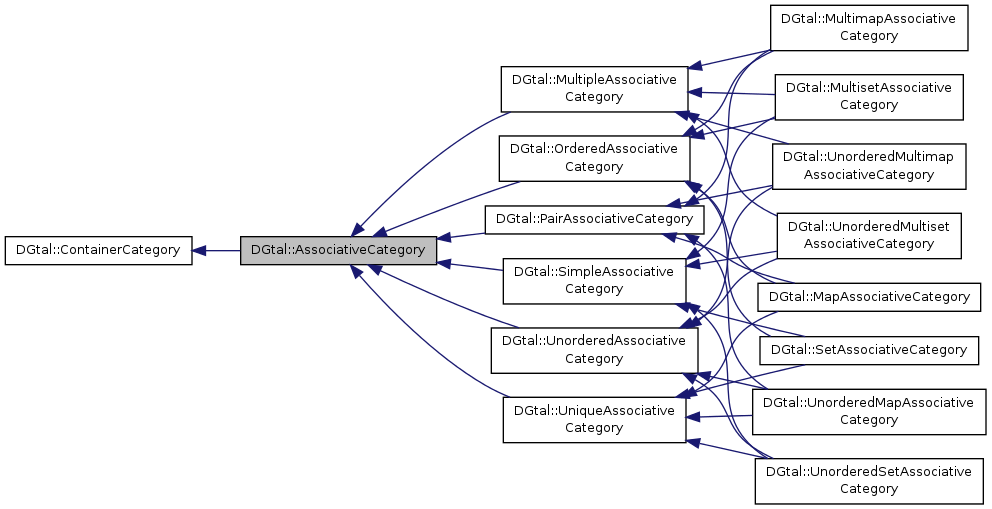 DGtal::ContainerCategory
DGtal::AssociativeCategory
DGtal::MultipleAssociative
Category
DGtal::OrderedAssociative
Category
DGtal::PairAssociativeCategory
DGtal::SimpleAssociative
Category
DGtal::UnorderedAssociative
Category
DGtal::UniqueAssociative
Category
DGtal::MultimapAssociative
Category
DGtal::MultisetAssociative
Category
DGtal::UnorderedMultimap
AssociativeCategory
DGtal::UnorderedMultiset
AssociativeCategory
DGtal::MapAssociativeCategory
DGtal::SetAssociativeCategory
DGtal::UnorderedMapAssociative
Category
DGtal::UnorderedSetAssociative
Category